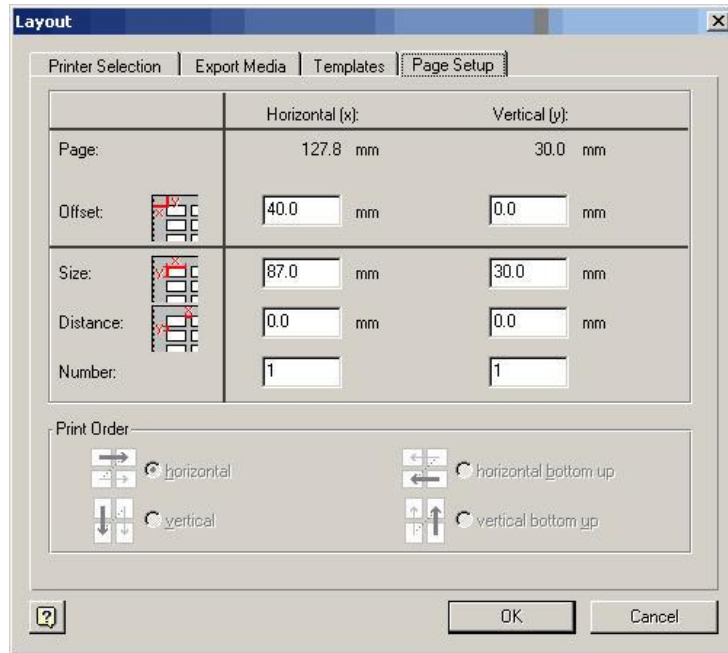 Layout
Printer Selection Export Media Templates Page Setup
Horizontal (x): Vertical (y):
Page: 127.8 mm 30.0 mm
Offset: x y 40.0 mm 0.0 mm
Size: y x 87.0 mm 30.0 mm
Distance: y x 0.0 mm 0.0 mm
Number: 1 1
Print Order
horizontal horizontal bottom up
vertical vertical bottom up
? OK Cancel